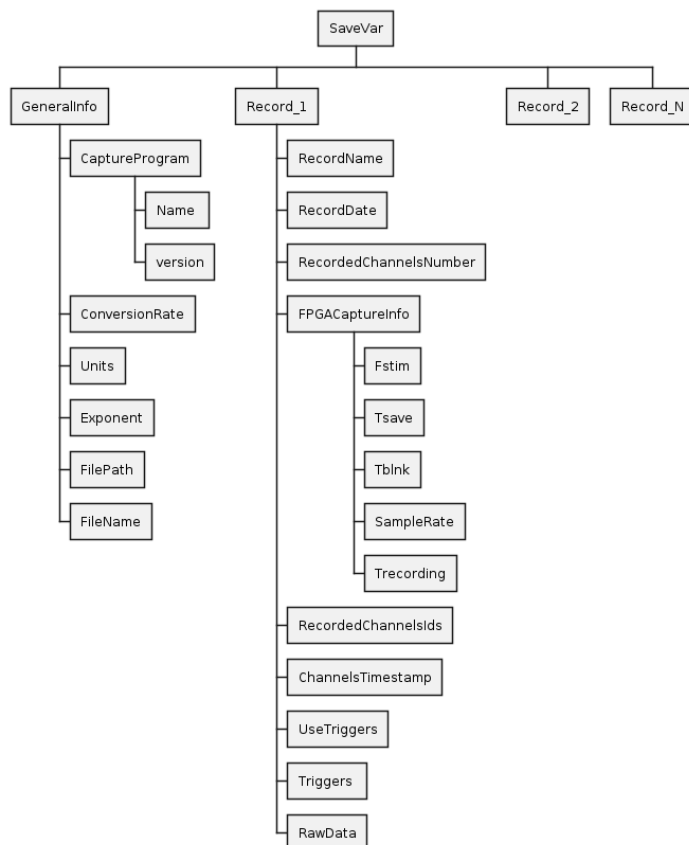 SaveVar
GeneralInfo
Record_1
Record_2
Record_N
CaptureProgram
Name
version
ConversionRate
Units
Exponent
FilePath
FileName
RecordName
RecordDate
RecordedChannelsNumber
FPGACaptureInfo
Fstim
Tsave
Tblnk
SampleRate
Trecording
RecordedChannelsIds
ChannelsTimestamp
UseTriggers
Triggers
RawData